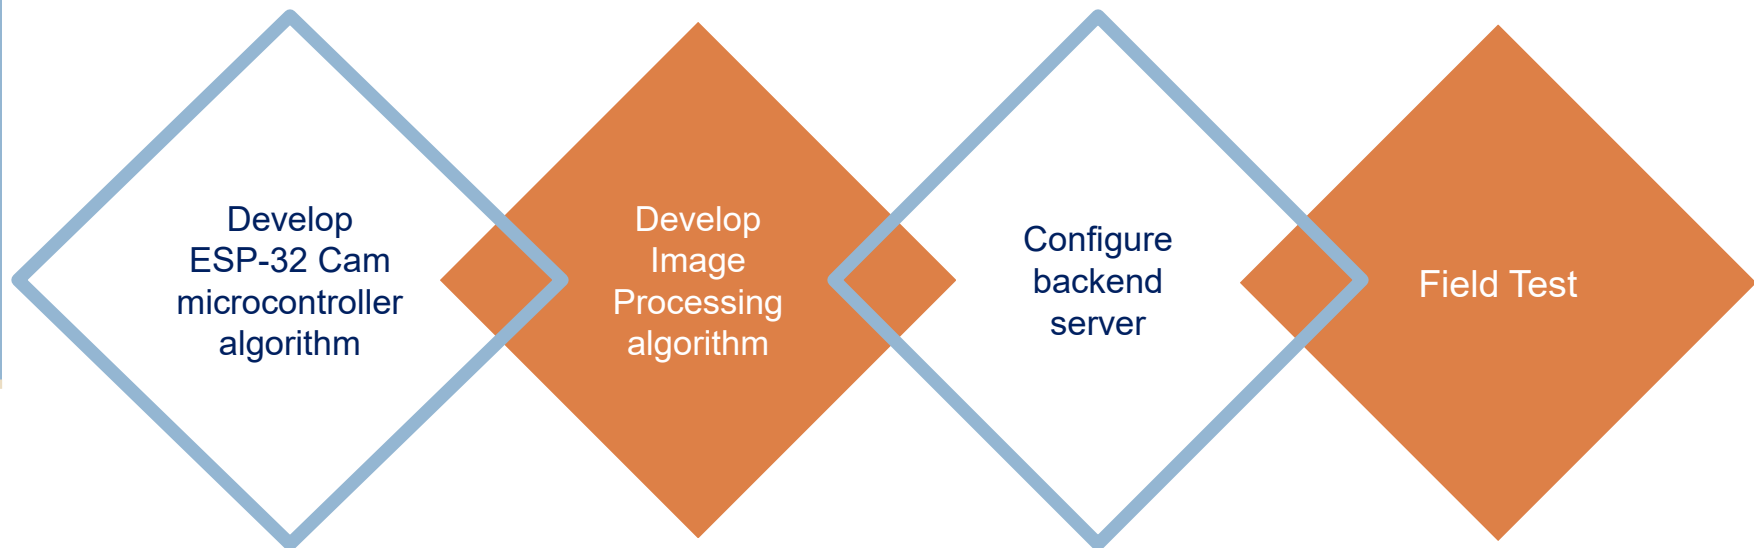 Develop
ESP-32 Cam
microcontroller
algorithm
Develop
Image
Processing
algorithm
Configure
backend
server
Field Test